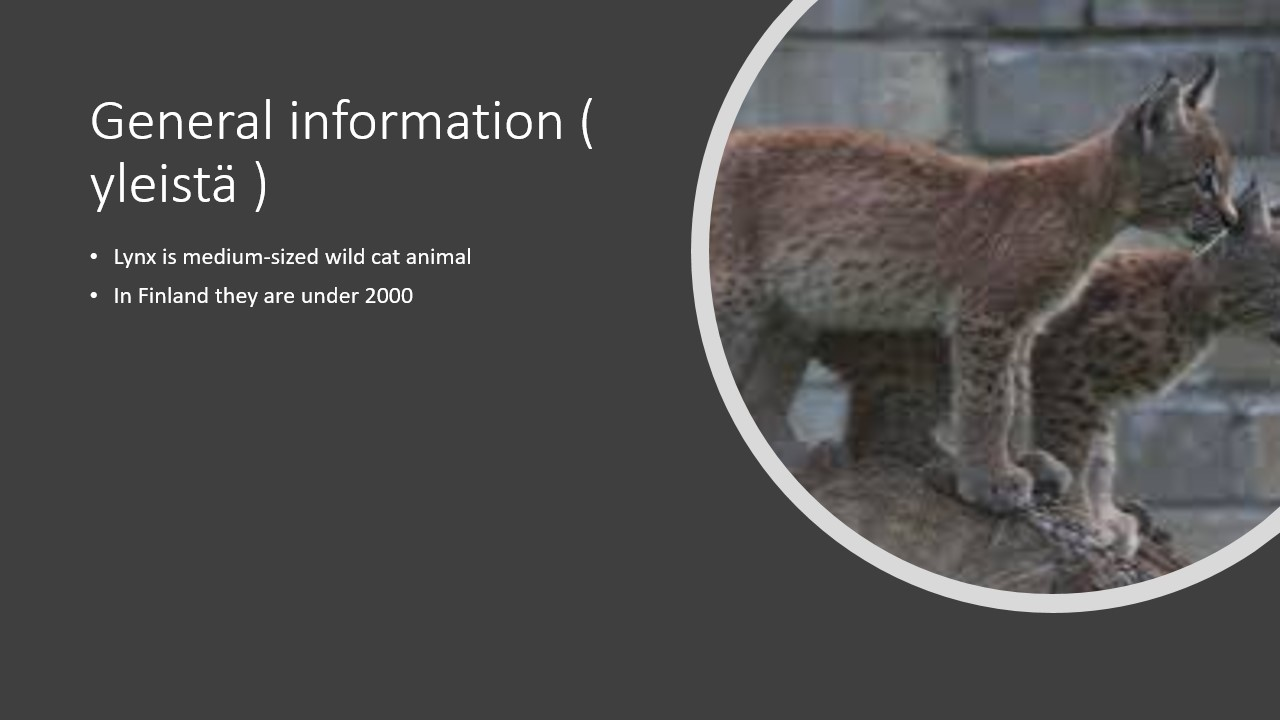 General information (
yleistä )
• Lynx is medium-sized wild cat animal
• In Finland they are under 2000